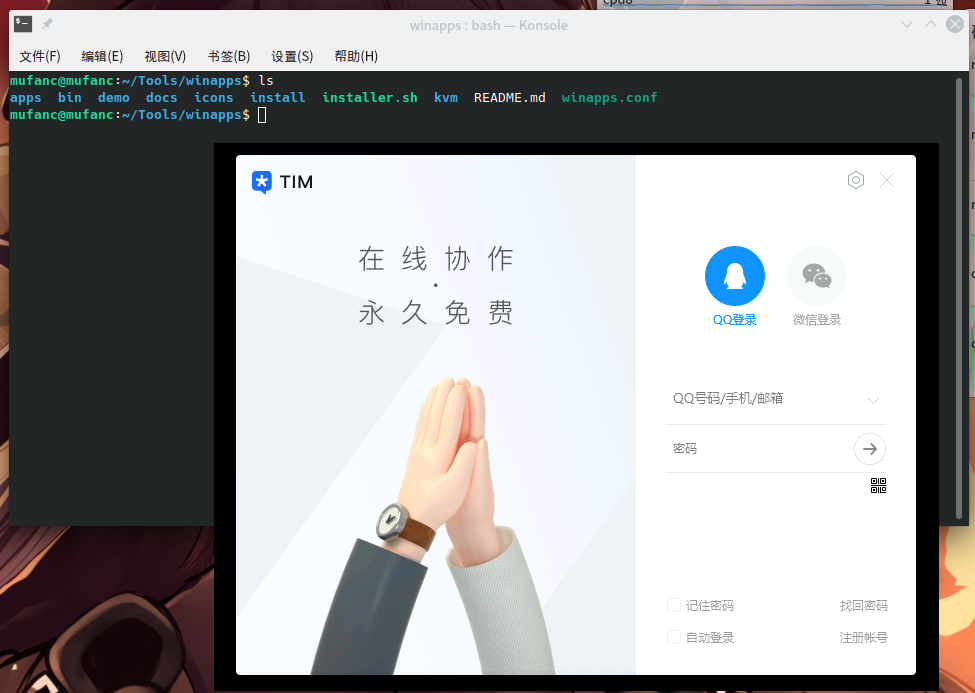 cpu6 1 %
winapps : bash — Konsole
文件(F) 编辑(E) 视图(V) 书签(B) 设置(S) 帮助(H)
mufanc@mufanc:~/Tools/winapps$ ls
apps bin demo docs icons install installer.sh kvm README.md winapps.conf
mufanc@mufanc:~/Tools/winapps$
TIM
在线协作
·
永久免费
QQ登录 微信登录
QQ号码/手机/邮箱
密码
记住密码 找回密码
自动登录 注册帐号